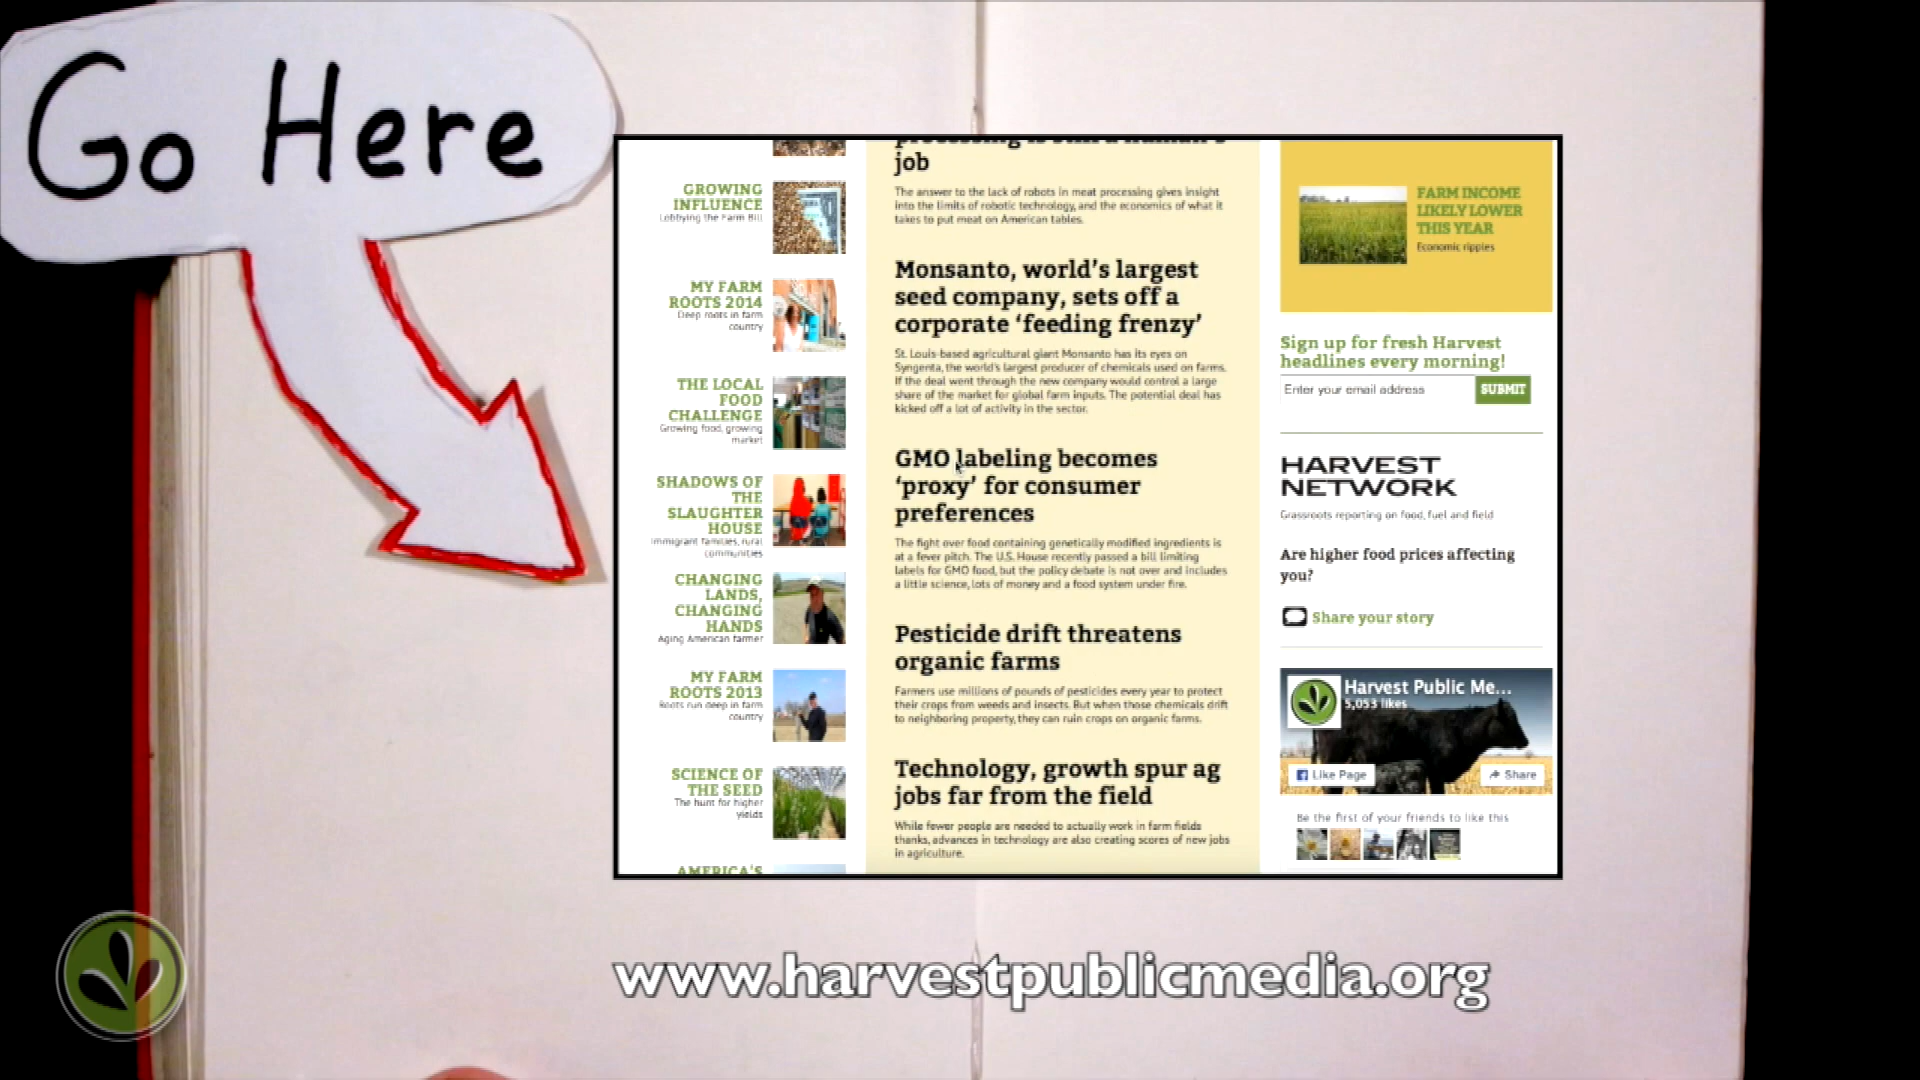 Go Here
job
The answer to the lack of robots in meat processing gives insight
into the limits of robotic technology, and the economics of what it
takes to put meat on American tables.
Monsanto, world's largest
seed company, sets off a
corporate 'feeding frenzy'
St. Louis-based agricultural giant Monsanto has its eyes on
Syngenta, the world's largest producer of chemicals used on farms.
If the deal went through the new company would control a large
share of the market for global farm inputs. The potential deal has
kicked off a lot of activity in the sector.
GMO labeling becomes
'proxy' for consumer
preferences
The fight over food containing genetically modified ingredients is
at a fever pitch. The U.S. House recently passed a bill limiting
labels for GMO food, but the policy debate is not over and includes
a little science, lots of money and a food system under fire.
Pesticide drift threatens
organic farms
Farmers use millions of pounds of pesticides every year to protect
their crops from weeds and insects. But when those chemicals drift
to neighboring property, they can ruin crops on organic farms.
Technology, growth spur ag
jobs far from the field
While fewer people are needed to actually work in farm fields
thanks, advances in technology are also creating scores of new jobs
in agriculture.
GROWING
INFLUENCE
Lobbying the Farm Bill
MY FARM
ROOTS 2014
Deep roots in farm
country
THE LOCAL
FOOD
CHALLENGE
Growing food, growing
market
SHADOWS OF
THE
SLAUGHTER
HOUSE
Immigrant families, rural
communities
CHANGING
LANDS,
CHANGING
HANDS
Aging American farmer
MY FARM
ROOTS 2013
Roots run deep in farm
country
SCIENCE OF
THE SEED
The hunt for higher
yields
AMERICA'S
FARM INCOME
LIKELY LOWER
THIS YEAR
Economic ripples
Sign up for fresh Harvest
headlines every morning!
Enter your email address SUBMIT
HARVEST
NETWORK
Grassroots reporting on food, fuel and field
Are higher food prices affecting
you?
Share your story
Harvest Public Me...
5,053 likes
Like Page Share
Be the first of your friends to like this
www.harvestpublicmedia.org